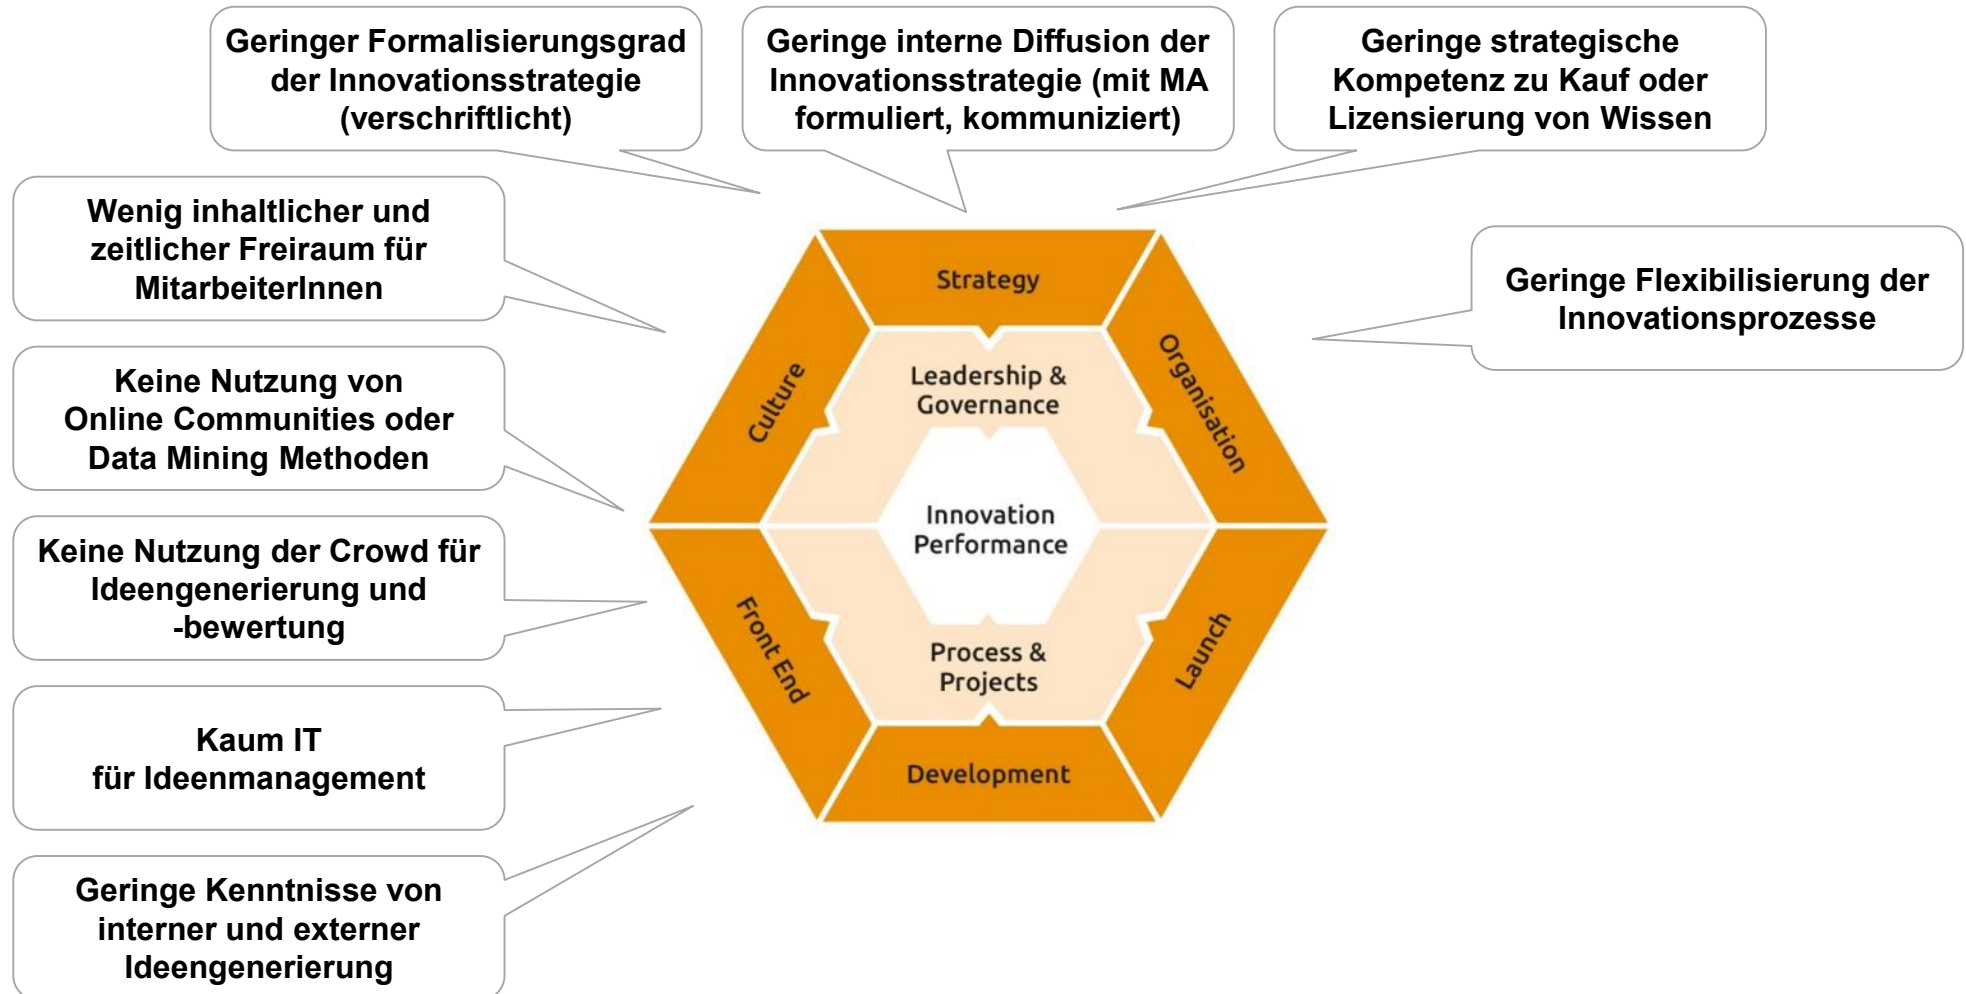 Geringer Formalisierungsgrad
der Innovationsstrategie
(verschriftlicht)
Geringe interne Diffusion der
Innovationsstrategie (mit MA
formuliert, kommuniziert)
Geringe strategische
Kompetenz zu Kauf oder
Lizensierung von Wissen
Wenig inhaltlicher und
zeitlicher Freiraum für
MitarbeiterInnen
Geringe Flexibilisierung der
Innovationsprozesse
Keine Nutzung von
Online Communities oder
Data Mining Methoden
Keine Nutzung der Crowd für
Ideengenerierung und
-bewertung
Kaum IT
für Ideenmanagement
Geringe Kenntnisse von
interner und externer
Ideengenerierung
Strategy
Culture
Leadership &
Governance
Organisation
Innovation
Performance
Front End
Process &
Projects
Launch
Development